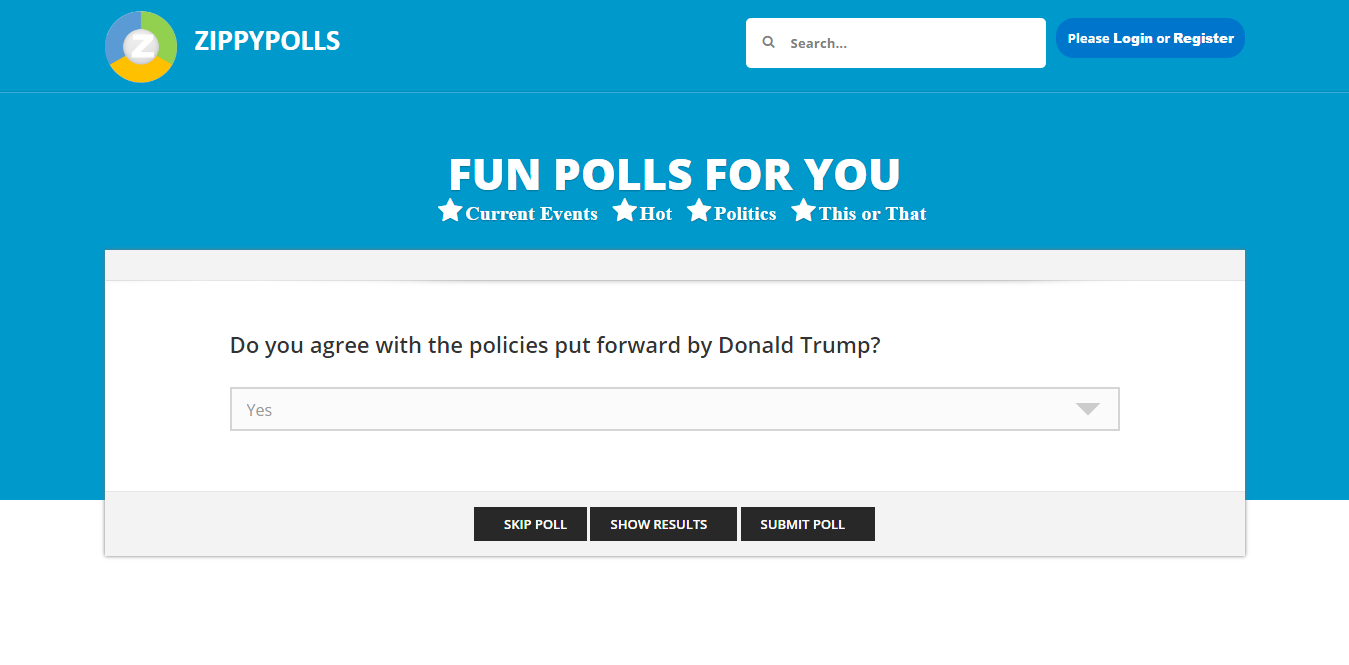 Z
ZIPPYPOLLS
Search...
Please Login or Register
FUN POLLS FOR YOU
Current Events Hot Politics This or That
Do you agree with the policies put forward by Donald Trump?
Yes
SKIP POLL SHOW RESULTS SUBMIT POLL